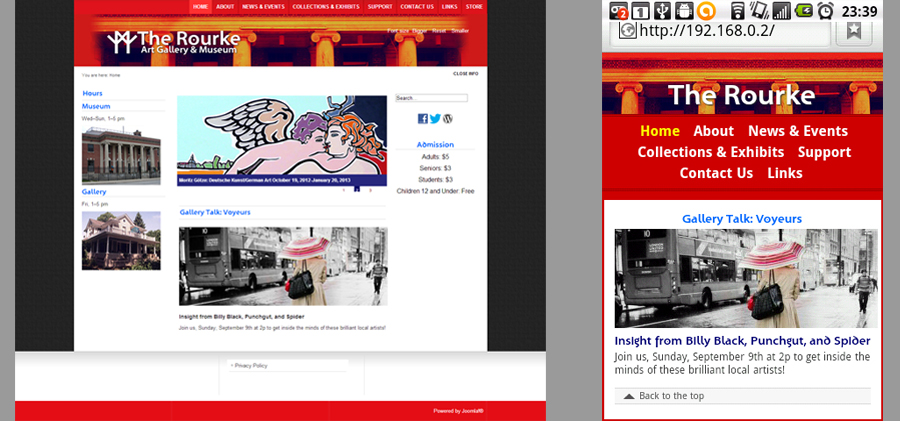 HOME ABOUT NEWS & EVENTS COLLECTIONS & EXHIBITS SUPPORT CONTACT US LINKS STORE
Font size Bigger Reset Smaller
The Rourke
Art Gallery & Museum
You are here: Home
CLOSE INFO
Hours
Museum
Wed–Sun, 1–5 pm
Gallery
Fri, 1–5 pm
Moritz Götze: Deutsche Kunst/German Art October 19, 2012-January 20, 2013
Gallery Talk: Voyeurs
Insight from Billy Black, Punchgut, and Spider
Join us, Sunday, September 9th at 2p to get inside the minds of these brilliant local artists!
Search...
Admission
Adults: $5
Seniors: $3
Students: $3
Children 12 and Under: Free
Privacy Policy
Powered by Joomla!®
23:39
http://192.168.0.2/
The Rourke
Home About News & Events
Collections & Exhibits Support
Contact Us Links
Gallery Talk: Voyeurs
Insight from Billy Black, Punchgut, and Spider
Join us, Sunday, September 9th at 2p to get inside the
minds of these brilliant local artists!
Back to the top